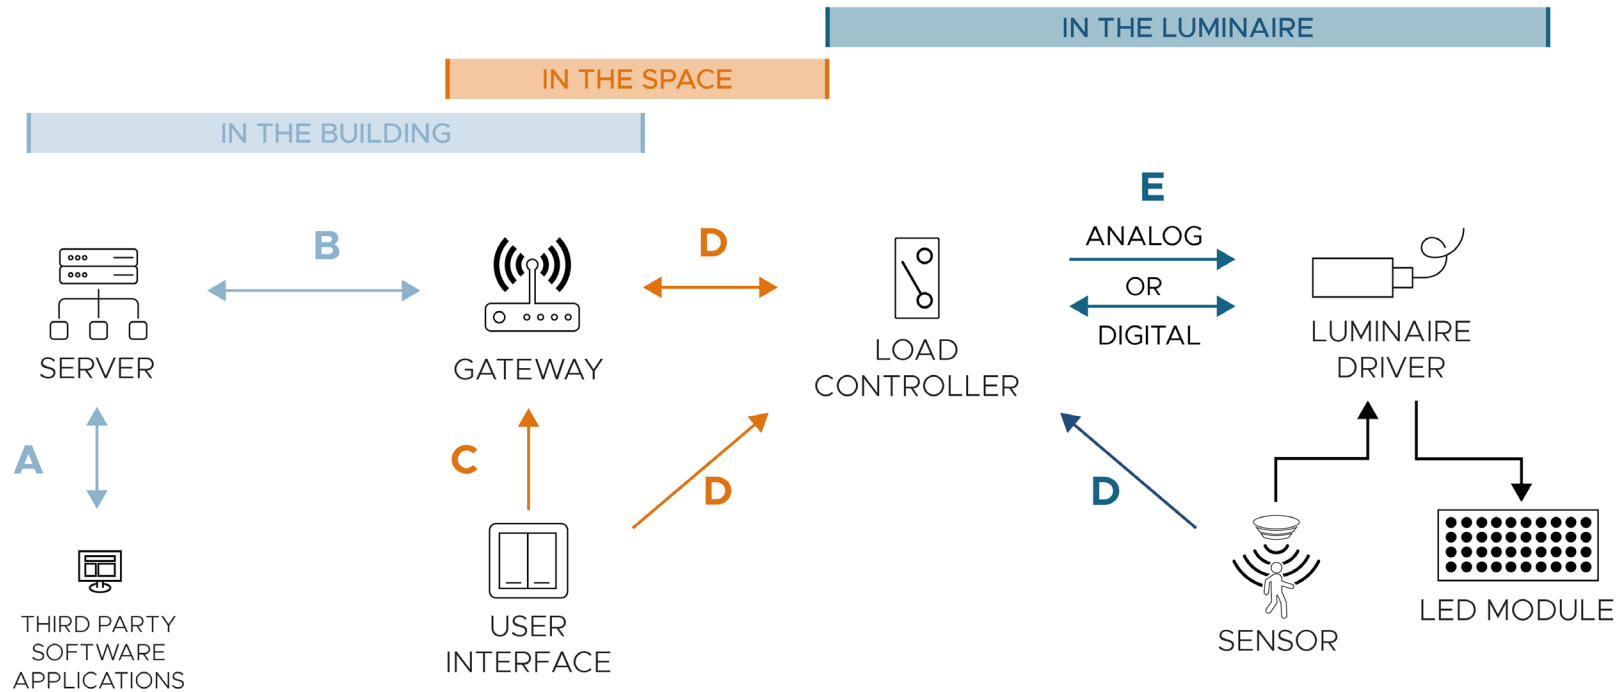 IN THE LUMINAIRE
IN THE SPACE
IN THE BUILDING
E
B
D
ANALOG
OR
DIGITAL
SERVER
GATEWAY
LOAD
CONTROLLER
LUMINAIRE
DRIVER
A
C
D
D
THIRD PARTY
SOFTWARE
APPLICATIONS
USER
INTERFACE
SENSOR
LED MODULE